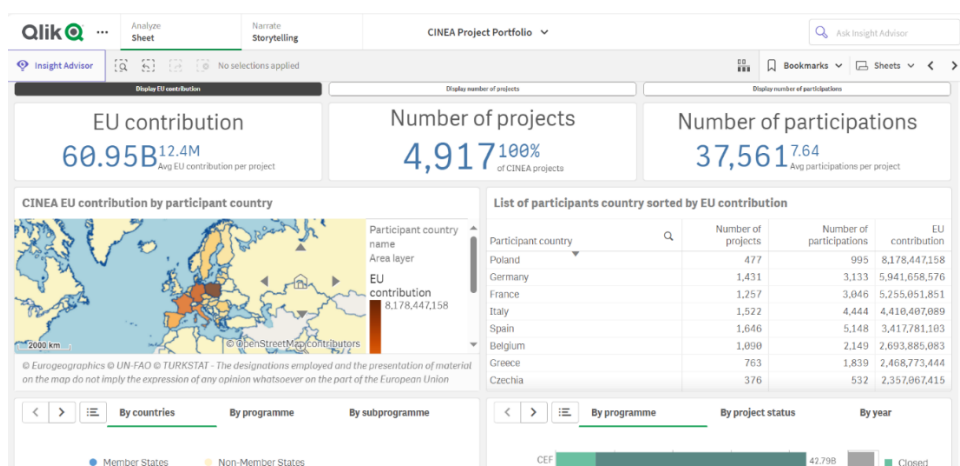 Qlik
Analyze
Sheet
Narrate
Storytelling
CINEA Project Portfolio
Ask Insight Advisor
Insight Advisor
No selections applied
Bookmarks
Sheets
Display EU contribution
Display number of projects
Display number of participations
EU contribution
60.95B
12.4M
Avg EU contribution per project
Number of projects
4,917
100%
of CINEA projects
Number of participations
37,561
7.64
Avg participations per project
CINEA EU contribution by participant country
Participant country
name
Area layer
EU
contribution
8,178,447,158
2000 km
© OpenStreetMap contributors
© Eurogeographics © UN-FAO © TURKSTAT - The designations employed and the presentation of material
on the map do not imply the expression of any opinion whatsoever on the part of the European Union
List of participants country sorted by EU contribution
Participant country Number of projects Number of participations EU contribution
Poland 477 995 8,178,447,158
Germany 1,431 3,133 5,941,658,576
France 1,257 3,046 5,255,051,851
Italy 1,522 4,444 4,410,407,089
Spain 1,646 5,148 3,417,781,103
Belgium 1,090 2,149 2,693,885,083
Greece 763 1,839 2,468,773,444
Czechia 376 532 2,357,067,415
By countries
By programme
By subprogramme
Member States
Non-Member States
By programme
By project status
By year
CEF
42.79B
Closed